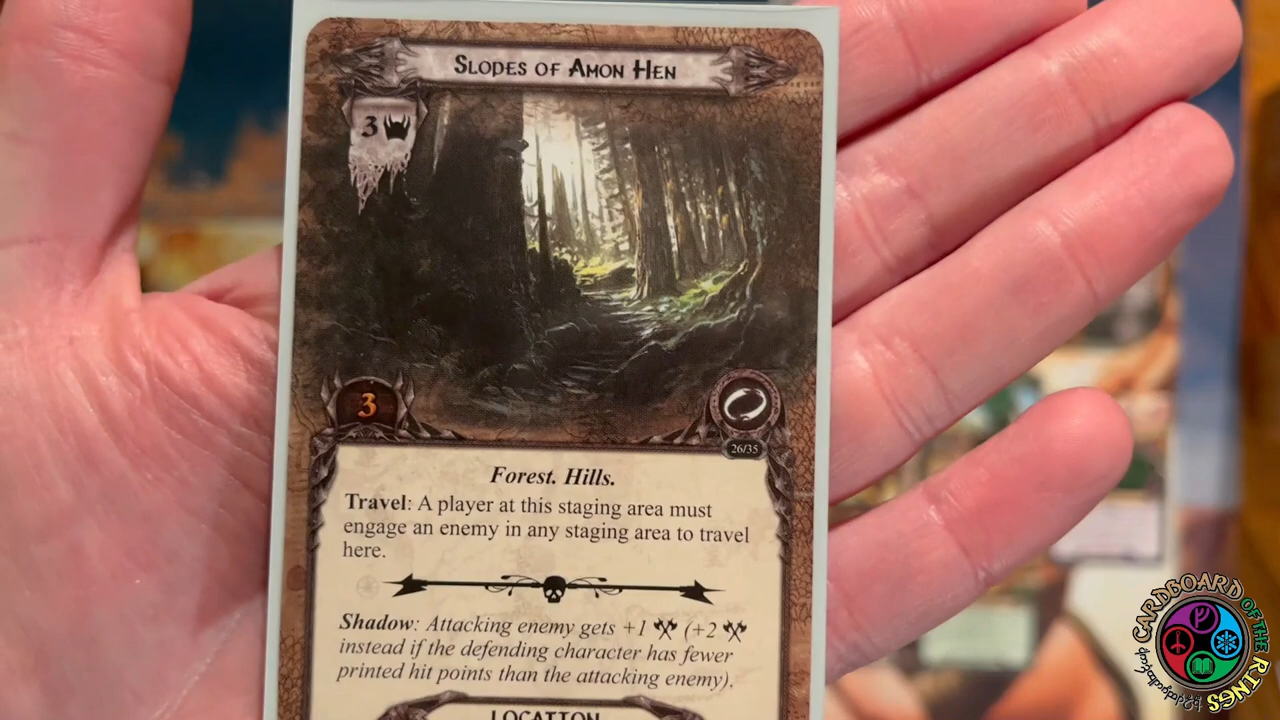 Slopes of Amon Hen
3
3
26/35
Forest. Hills.
Travel: A player at this staging area must
engage an enemy in any staging area to travel
here.
Shadow: Attacking enemy gets +1 (+2
instead if the defending character has fewer
printed hit points than the attacking enemy).
LOCATION
CARDBOARD OF THE RINGS